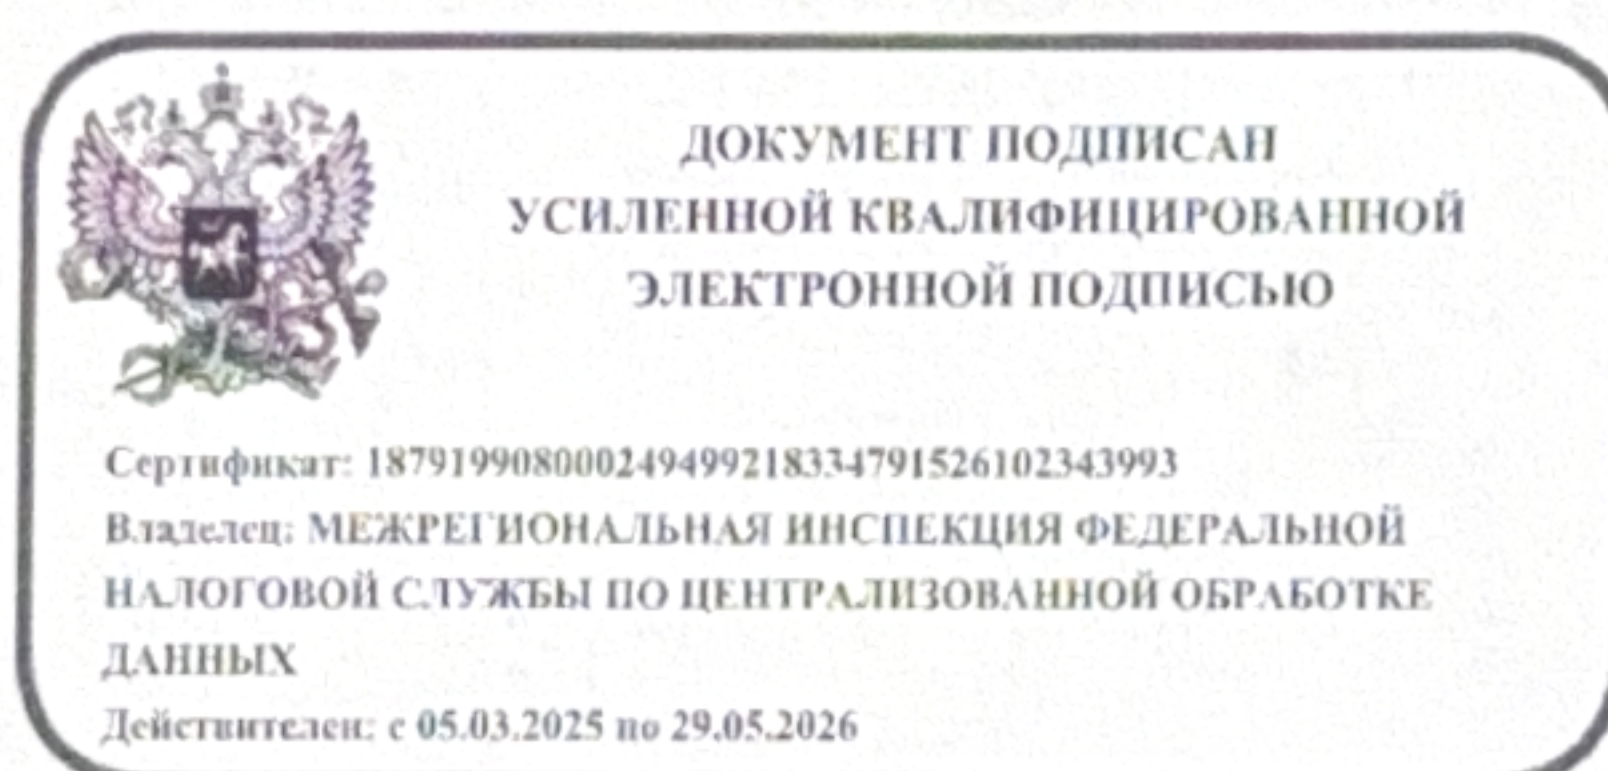 ДОКУМЕНТ ПОДПИСАН
УСИЛЕННОЙ КВАЛИФИЦИРОВАННОЙ
ЭЛЕКТРОННОЙ ПОДПИСЬЮ
Сертификат: 187919908000249499218334791526102343993
Владелец: МЕЖРЕГИОНАЛЬНАЯ ИНСПЕКЦИЯ ФЕДЕРАЛЬНОЙ
НАЛОГОВОЙ СЛУЖБЫ ПО ЦЕНТРАЛИЗОВАННОЙ ОБРАБОТКЕ
ДАННЫХ
Действителен: с 05.03.2025 по 29.05.2026